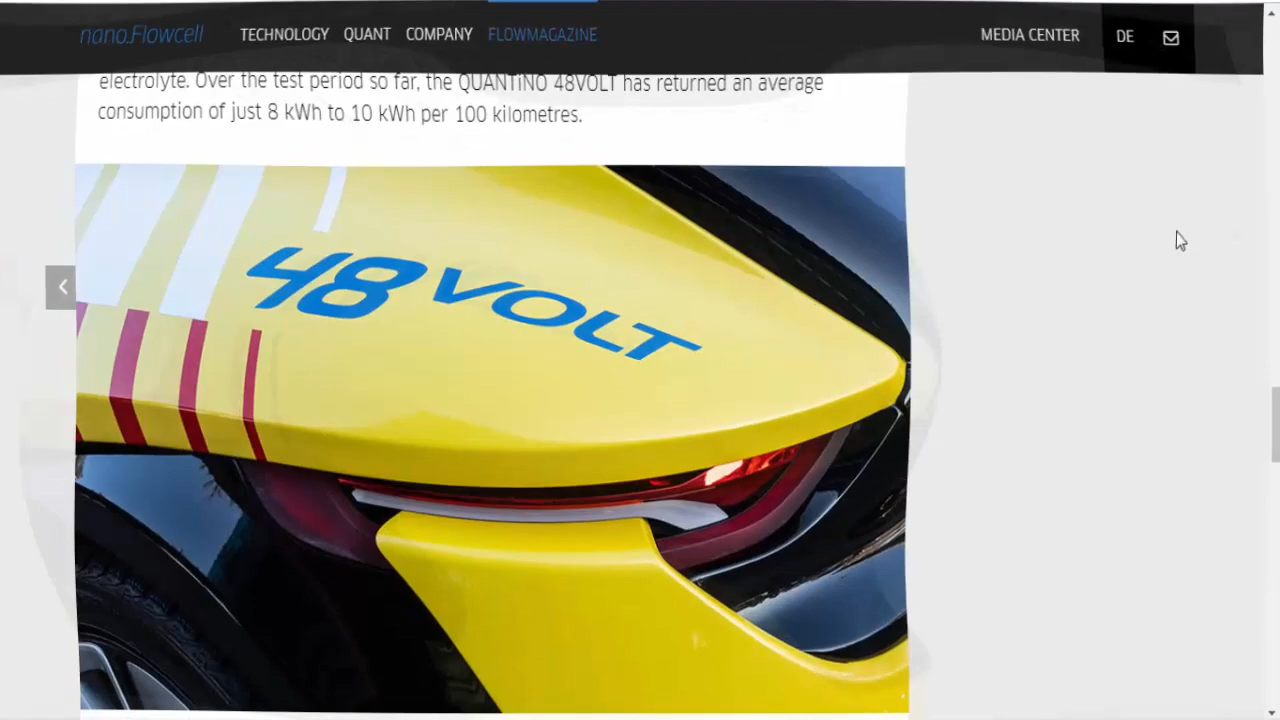 nano.Flowcell TECHNOLOGY QUANT COMPANY FLOWMAGAZINE MEDIA CENTER DE
electrolyte. Over the test period so far, the QUANTiNO 48VOLT has returned an average
consumption of just 8 kWh to 10 kWh per 100 kilometres.
48VOLT